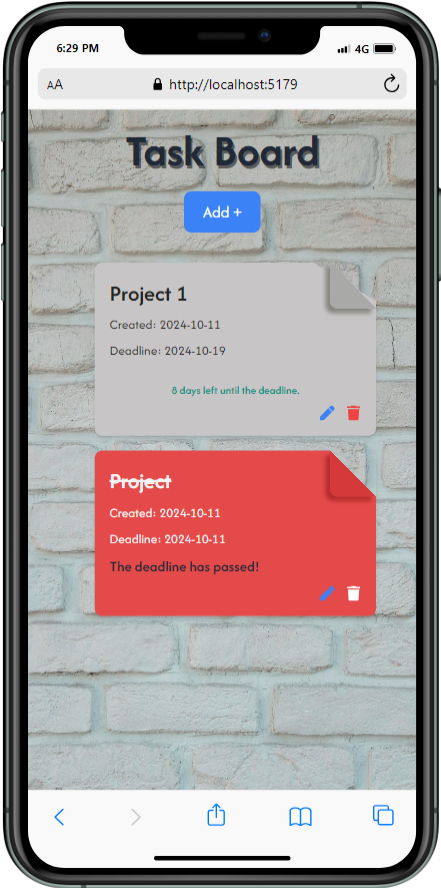 6:29 PM
4G
AA
http://localhost:5179
Task Board
Add +
Project 1
Created: 2024-10-11
Deadline: 2024-10-19
8 days left until the deadline.
Project
Created: 2024-10-11
Deadline: 2024-10-11
The deadline has passed!